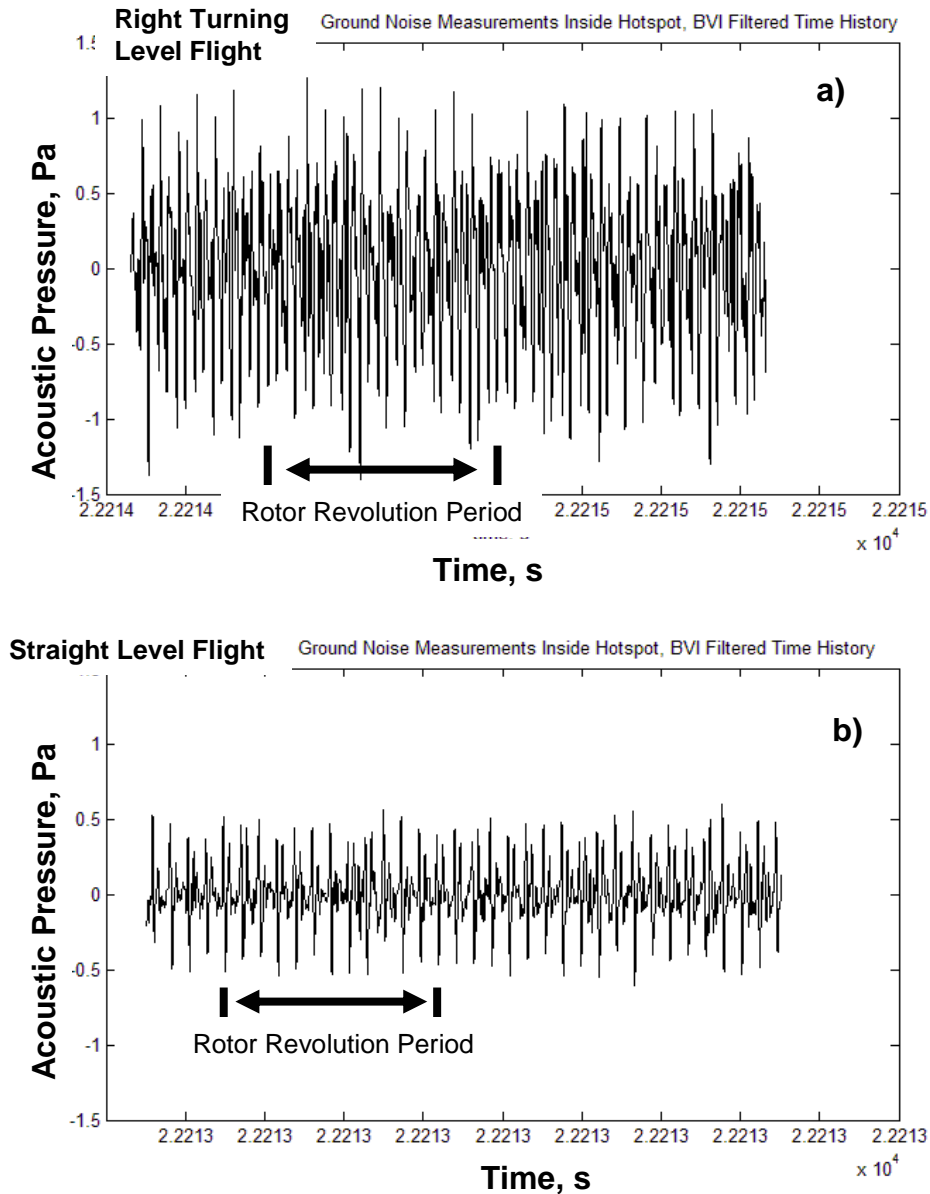 Right Turning
Level Flight
Ground Noise Measurements Inside Hotspot, BVI Filtered Time History
a)
1
0.5
0
-0.5
-1
-1.5
Acoustic Pressure, Pa
Rotor Revolution Period
2.2214 2.2214 2.2215 2.2215 2.2215 2.2215 2.2215
x 10^4
Time, s
Straight Level Flight
Ground Noise Measurements Inside Hotspot, BVI Filtered Time History
b)
1
0.5
0
-0.5
-1
-1.5
Acoustic Pressure, Pa
Rotor Revolution Period
2.2213 2.2213 2.2213 2.2213 2.2213 2.2213 2.2213 2.2213 2.2213 2.2213
x 10^4
Time, s